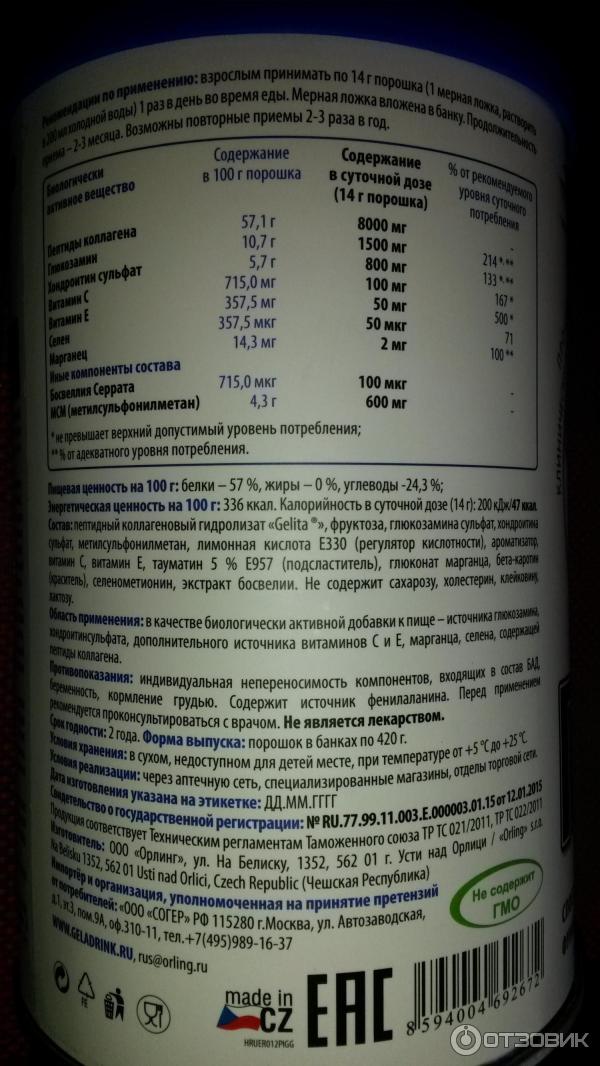 Рекомендации по применению: взрослым принимать по 14 г порошка (1 мерная ложка, растворить
в 200 мл холодной воды) 1 раз в день во время еды. Мерная ложка вложена в банку. Продолжительность
приема – 2-3 месяца. Возможны повторные приемы 2-3 раза в год.
Биологически активное вещество
Содержание в 100 г порошка
Содержание в суточной дозе (14 г порошка)
% от рекомендуемого уровня суточного потребления
Пептиды коллагена 57,1 г 8000 мг -
Глюкозамин 10,7 г 1500 мг 214 *,**
Хондроитин сульфат 5,7 г 800 мг 133 *,**
Витамин С 715,0 мг 100 мг 167 *
Витамин Е 357,5 мг 50 мг 500 *
Селен 357,5 мкг 50 мкг 71
Марганец 14,3 мг 2 мг 100 **
Иные компоненты состава
Босвеллия Серрата 715,0 мкг 100 мкг -
МСМ (метилсульфонилметан) 4,3 г 600 мг -
* не превышает верхний допустимый уровень потребления;
** % от адекватного уровня потребления.
Пищевая ценность на 100 г: белки – 57 %, жиры – 0 %, углеводы -24,3 %;
Энергетическая ценность на 100 г: 336 ккал. Калорийность в суточной дозе (14 г): 200 кДж/47 ккал.
Состав: пептидный коллагеновый гидролизат «Gelita ®», фруктоза, глюкозамина сульфат, хондроитина
сульфат, метилсульфонилметан, лимонная кислота Е330 (регулятор кислотности), ароматизатор,
витамин С, витамин Е, тауматин 5 % Е957 (подсластитель), глюконат марганца, бета-каротин
(краситель), селенометионин, экстракт босвелии. Не содержит сахарозу, холестерин, клейковину,
лактозу.
Область применения: в качестве биологически активной добавки к пище – источника глюкозамина,
хондроитинсульфата, дополнительного источника витаминов С и Е, марганца, селена, содержащей
пептиды коллагена.
Противопоказания: индивидуальная непереносимость компонентов, входящих в состав БАД,
беременность, кормление грудью. Содержит источник фенилаланина. Перед применением
рекомендуется проконсультироваться с врачом. Не является лекарством.
Срок годности: 2 года. Форма выпуска: порошок в банках по 420 г.
Условия хранения: в сухом, недоступном для детей месте, при температуре от +5 °С до +25 °С.
Условия реализации: через аптечную сеть, специализированные магазины, отделы торговой сети.
Дата изготовления указана на этикетке: ДД.ММ.ГГГГ
Свидетельство о государственной регистрации: № RU.77.99.11.003.E.000003.01.15 от 12.01.2015
Продукция соответствует Техническим регламентам Таможенного союза ТР ТС 021/2011, ТР ТС 022/2011
Изготовитель: ООО «Орлинг», ул. На Белиску, 1352, 562 01 г. Усти над Орлици / «Orling» s.r.o.
Na Belisku 1352, 562 01 Usti nad Orlici, Czech Republic (Чешская Республика)
Импортёр и организация, уполномоченная на принятие претензий
от потребителей: «ООО «СОГЕР» РФ 115280 г.Москва, ул. Автозаводская,
д.1, эт.3, пом.9А, оф.310-11, тел.+7(495)989-16-37
WWW.GELADRINK.RU, rus@orling.ru
Не содержит
ГМО
FE
made in
CZ
HRUER012PIGG
EAC
8 594004 692672
ОТЗОВИК